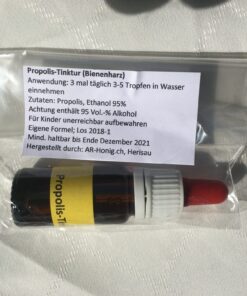 Propolis-Tinktur (Bienenharz)
Anwendung: 3 mal täglich 3-5 Tropfen in Wasser
einnehmen
Zutaten: Propolis, Ethanol 95%
Achtung enthält 95 Vol.-% Alkohol
Für Kinder unerreichbar aufbewahren
Eigene Formel; Los 2018-1
Mind. haltbar bis Ende Dezember 2021
Hergestellt durch: AR-Honig.ch, Herisau
Propolis-Tin